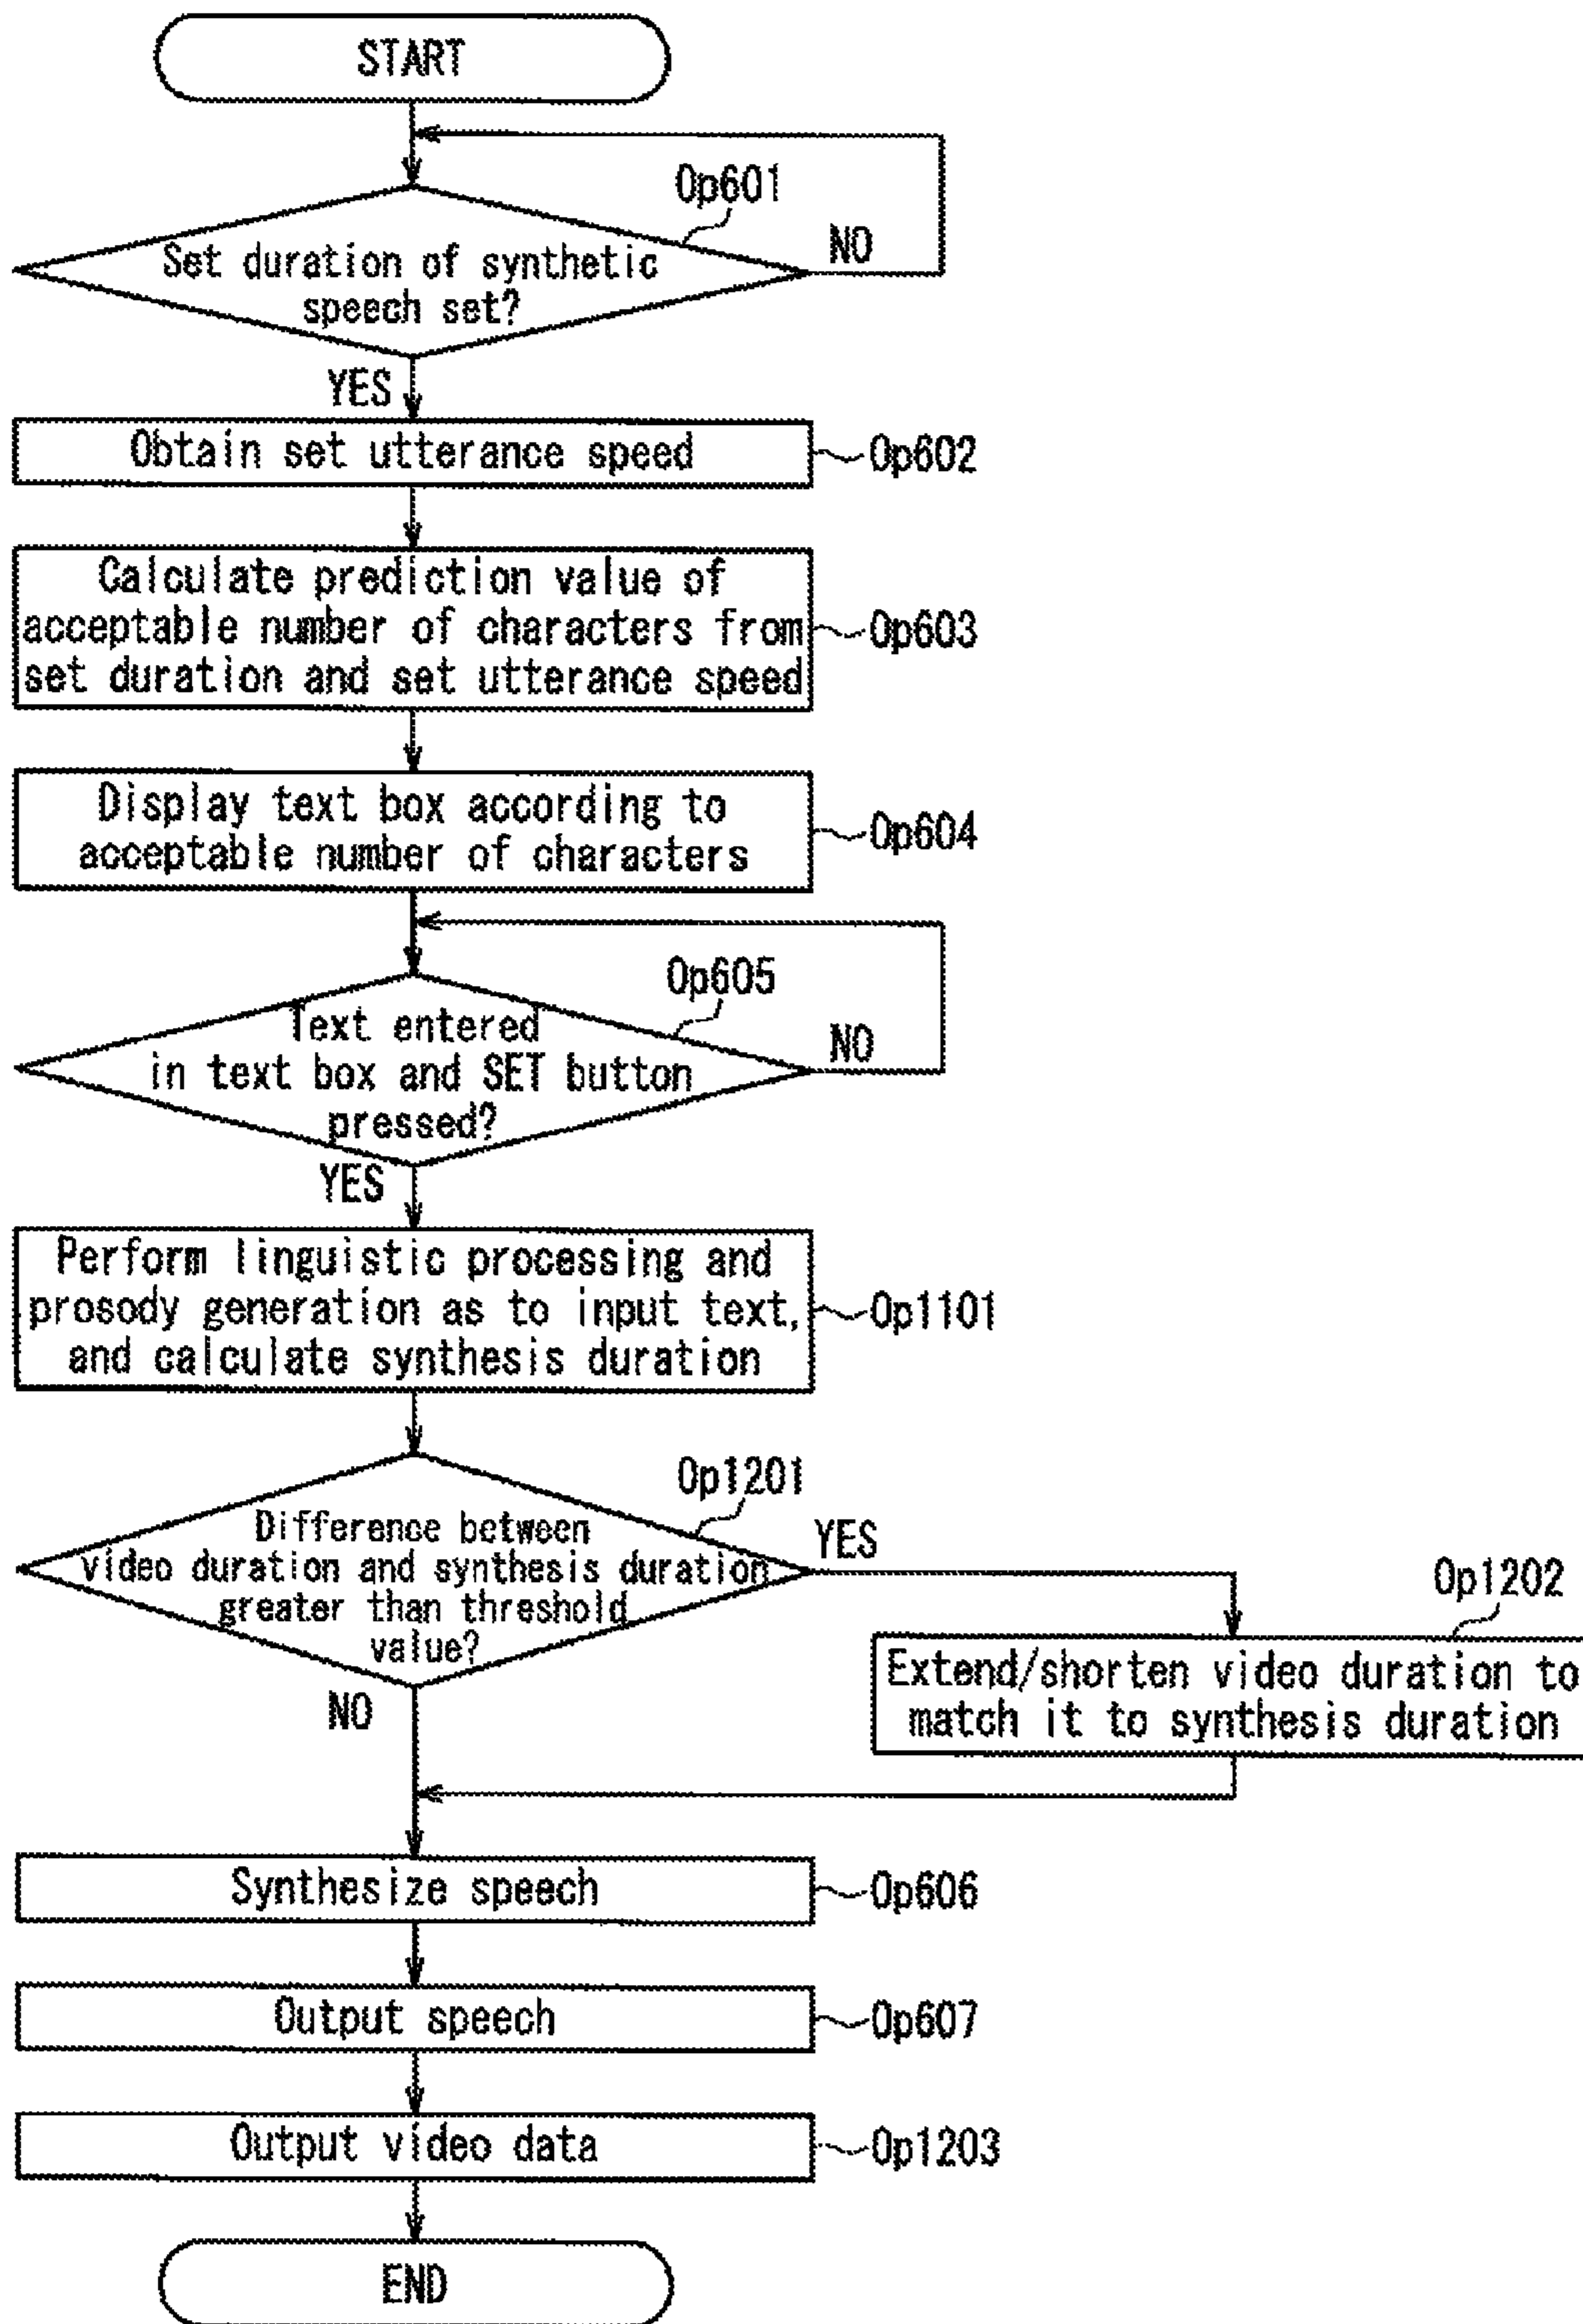 START
Op601
Set duration of synthetic
speech set?
NO
YES
Obtain set utterance speed
Op602
Calculate prediction value of
acceptable number of characters from
set duration and set utterance speed
Op603
Display text box according to
acceptable number of characters
Op604
Op605
Text entered
in text box and SET button
pressed?
NO
YES
Perform linguistic processing and
prosody generation as to input text,
and calculate synthesis duration
Op1101
Op1201
Difference between
video duration and synthesis duration
greater than threshold
value?
YES
NO
Op1202
Extend/shorten video duration to
match it to synthesis duration
Synthesize speech
Op606
Output speech
Op607
Output video data
Op1203
END